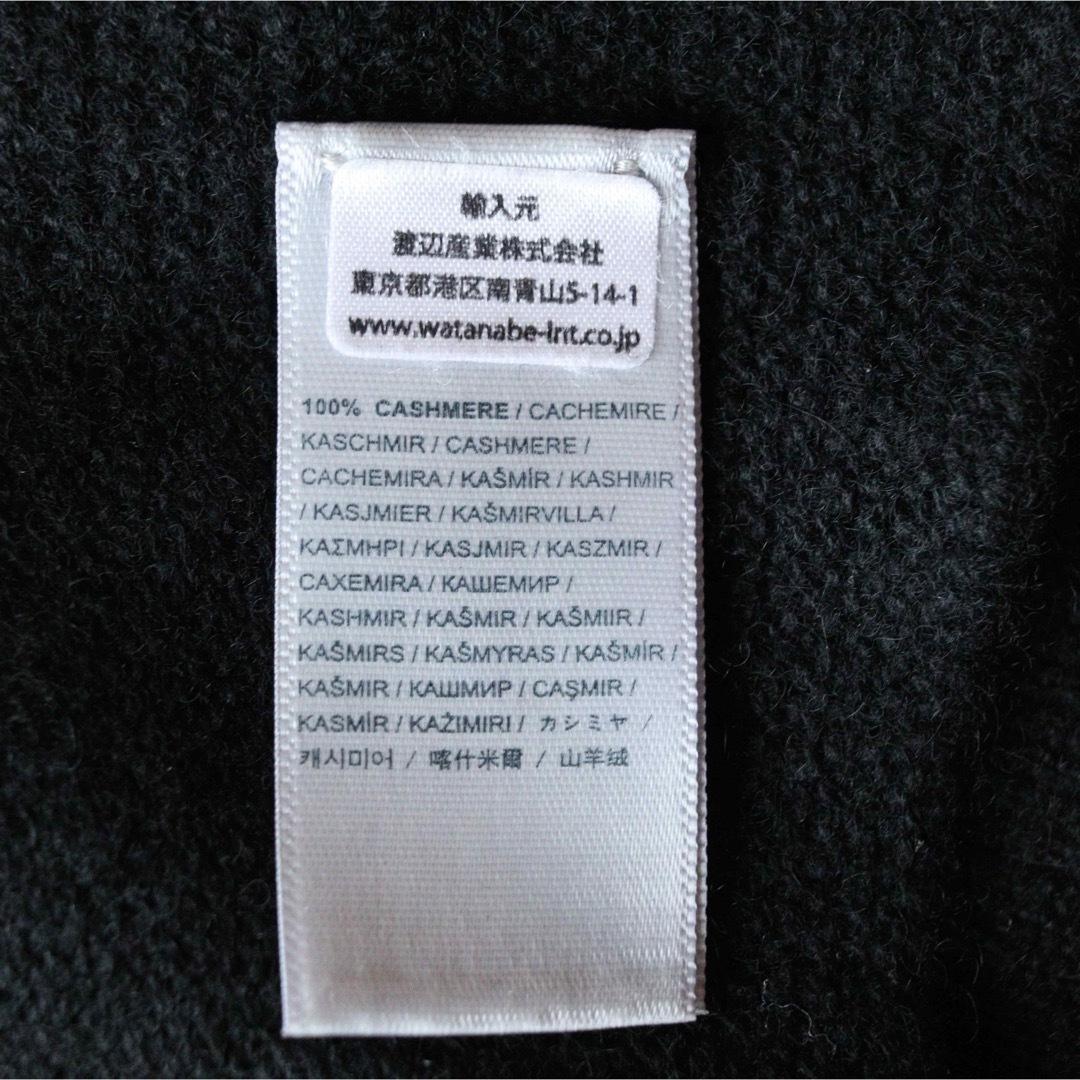 輸入元
渡辺産業株式会社
東京都港区南青山5-14-1
www.watanabe-int.co.jp
100% CASHMERE / CACHEMIRE /
KASCHMIR / CASHMERE /
CACHEMIRA / KAŠMÍR / KASHMIR
/ KASJMIER / KAŠMIRVILLA /
ΚΑΣΜΗΡΙ / KASJMIR / KASZMIR /
CAXEMIRA / КАШЕМИР /
KASHMIR / KAŠMIR / KAŠMIIR /
KAŠMIRS / KAŠMYRAS / KAŠMÍR /
KAŠMIR / КАШМИР / CAŞMIR /
KASMİR / KAŻIMIRI / カシミヤ /
캐시미어 / 喀什米爾 / 山羊绒